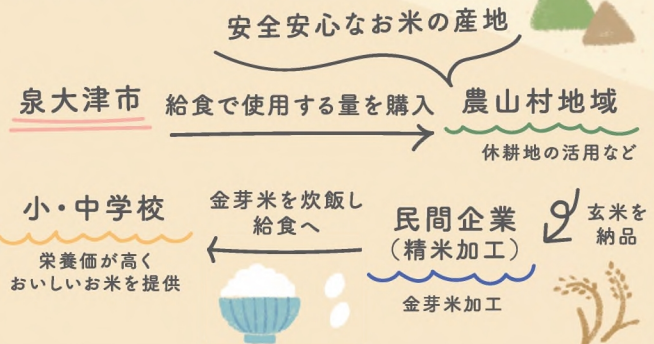 安全安心なお米の産地
泉大津市
給食で使用する量を購入
農山村地域
休耕地の活用など
玄米を
納品
民間企業
（精米加工）
金芽米加工
金芽米を炊飯し
給食へ
小・中学校
栄養価が高く
おいしいお米を提供